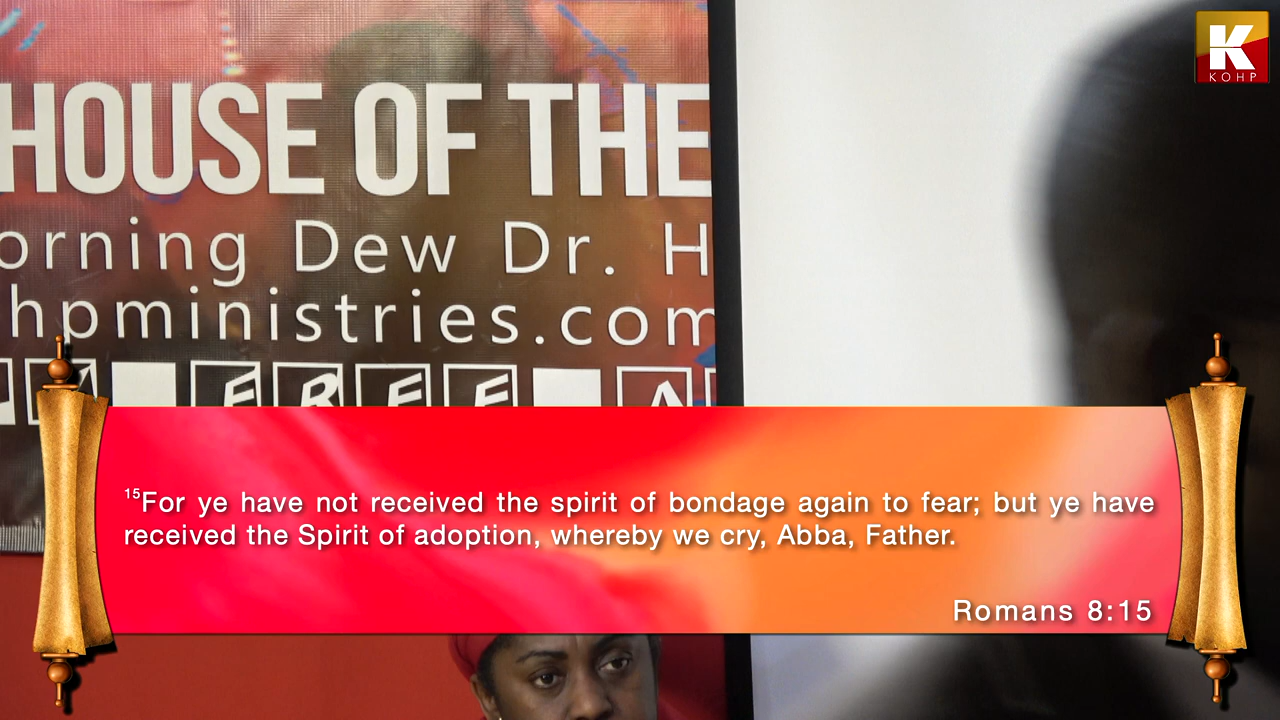 K
KOHP
HOUSE OF THE
orning Dew Dr. H
hpministries.com
FREE A
15For ye have not received the spirit of bondage again to fear; but ye have
received the Spirit of adoption, whereby we cry, Abba, Father.
Romans 8:15